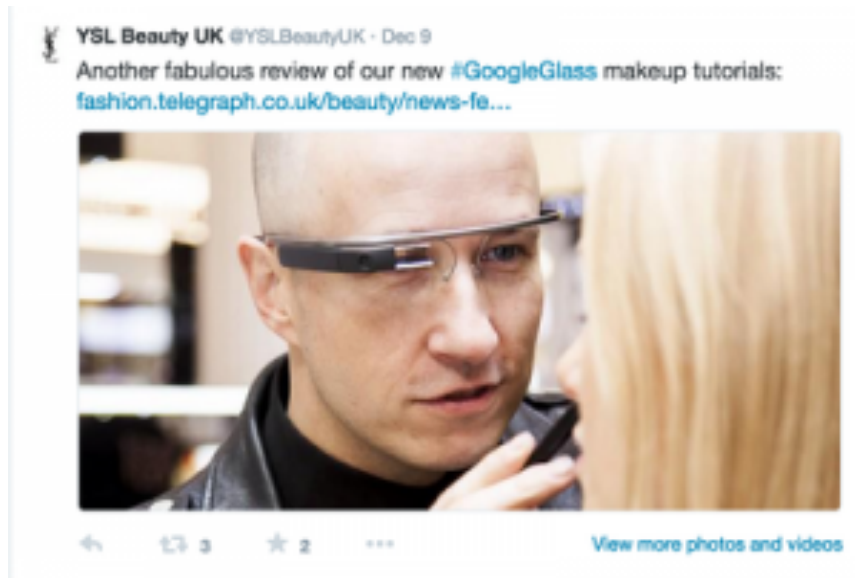 YSL Beauty UK @YSLBeautyUK · Dec 9
Another fabulous review of our new #GoogleGlass makeup tutorials:
fashion.telegraph.co.uk/beauty/news-fe...
3 2 View more photos and videos